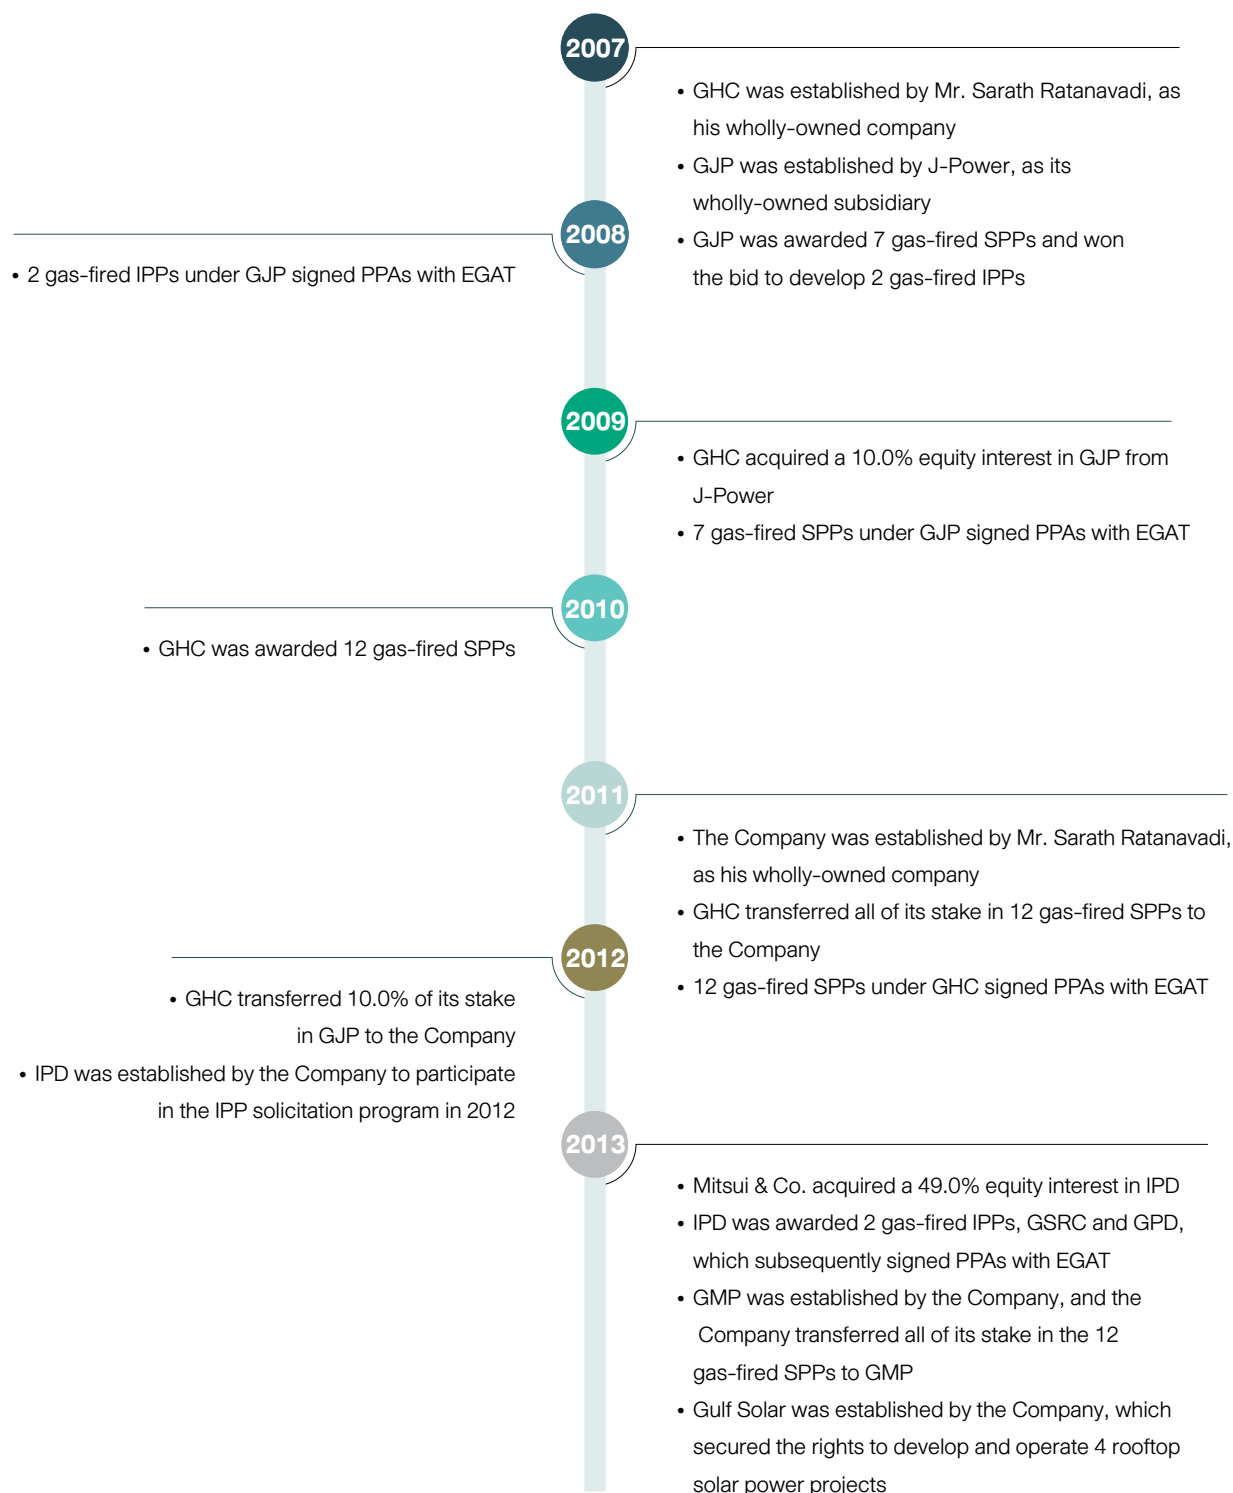 2007
• GHC was established by Mr. Sarath Ratanavadi, as
his wholly-owned company
• GJP was established by J-Power, as its
wholly-owned subsidiary
• GJP was awarded 7 gas-fired SPPs and won
the bid to develop 2 gas-fired IPPs
2008
• 2 gas-fired IPPs under GJP signed PPAs with EGAT
2009
• GHC acquired a 10.0% equity interest in GJP from
J-Power
• 7 gas-fired SPPs under GJP signed PPAs with EGAT
2010
• GHC was awarded 12 gas-fired SPPs
2011
• The Company was established by Mr. Sarath Ratanavadi,
as his wholly-owned company
• GHC transferred all of its stake in 12 gas-fired SPPs to
the Company
• 12 gas-fired SPPs under GHC signed PPAs with EGAT
2012
• GHC transferred 10.0% of its stake
in GJP to the Company
• IPD was established by the Company to participate
in the IPP solicitation program in 2012
2013
• Mitsui & Co. acquired a 49.0% equity interest in IPD
• IPD was awarded 2 gas-fired IPPs, GSRC and GPD,
which subsequently signed PPAs with EGAT
• GMP was established by the Company, and the
Company transferred all of its stake in the 12
gas-fired SPPs to GMP
• Gulf Solar was established by the Company, which
secured the rights to develop and operate 4 rooftop
solar power projects